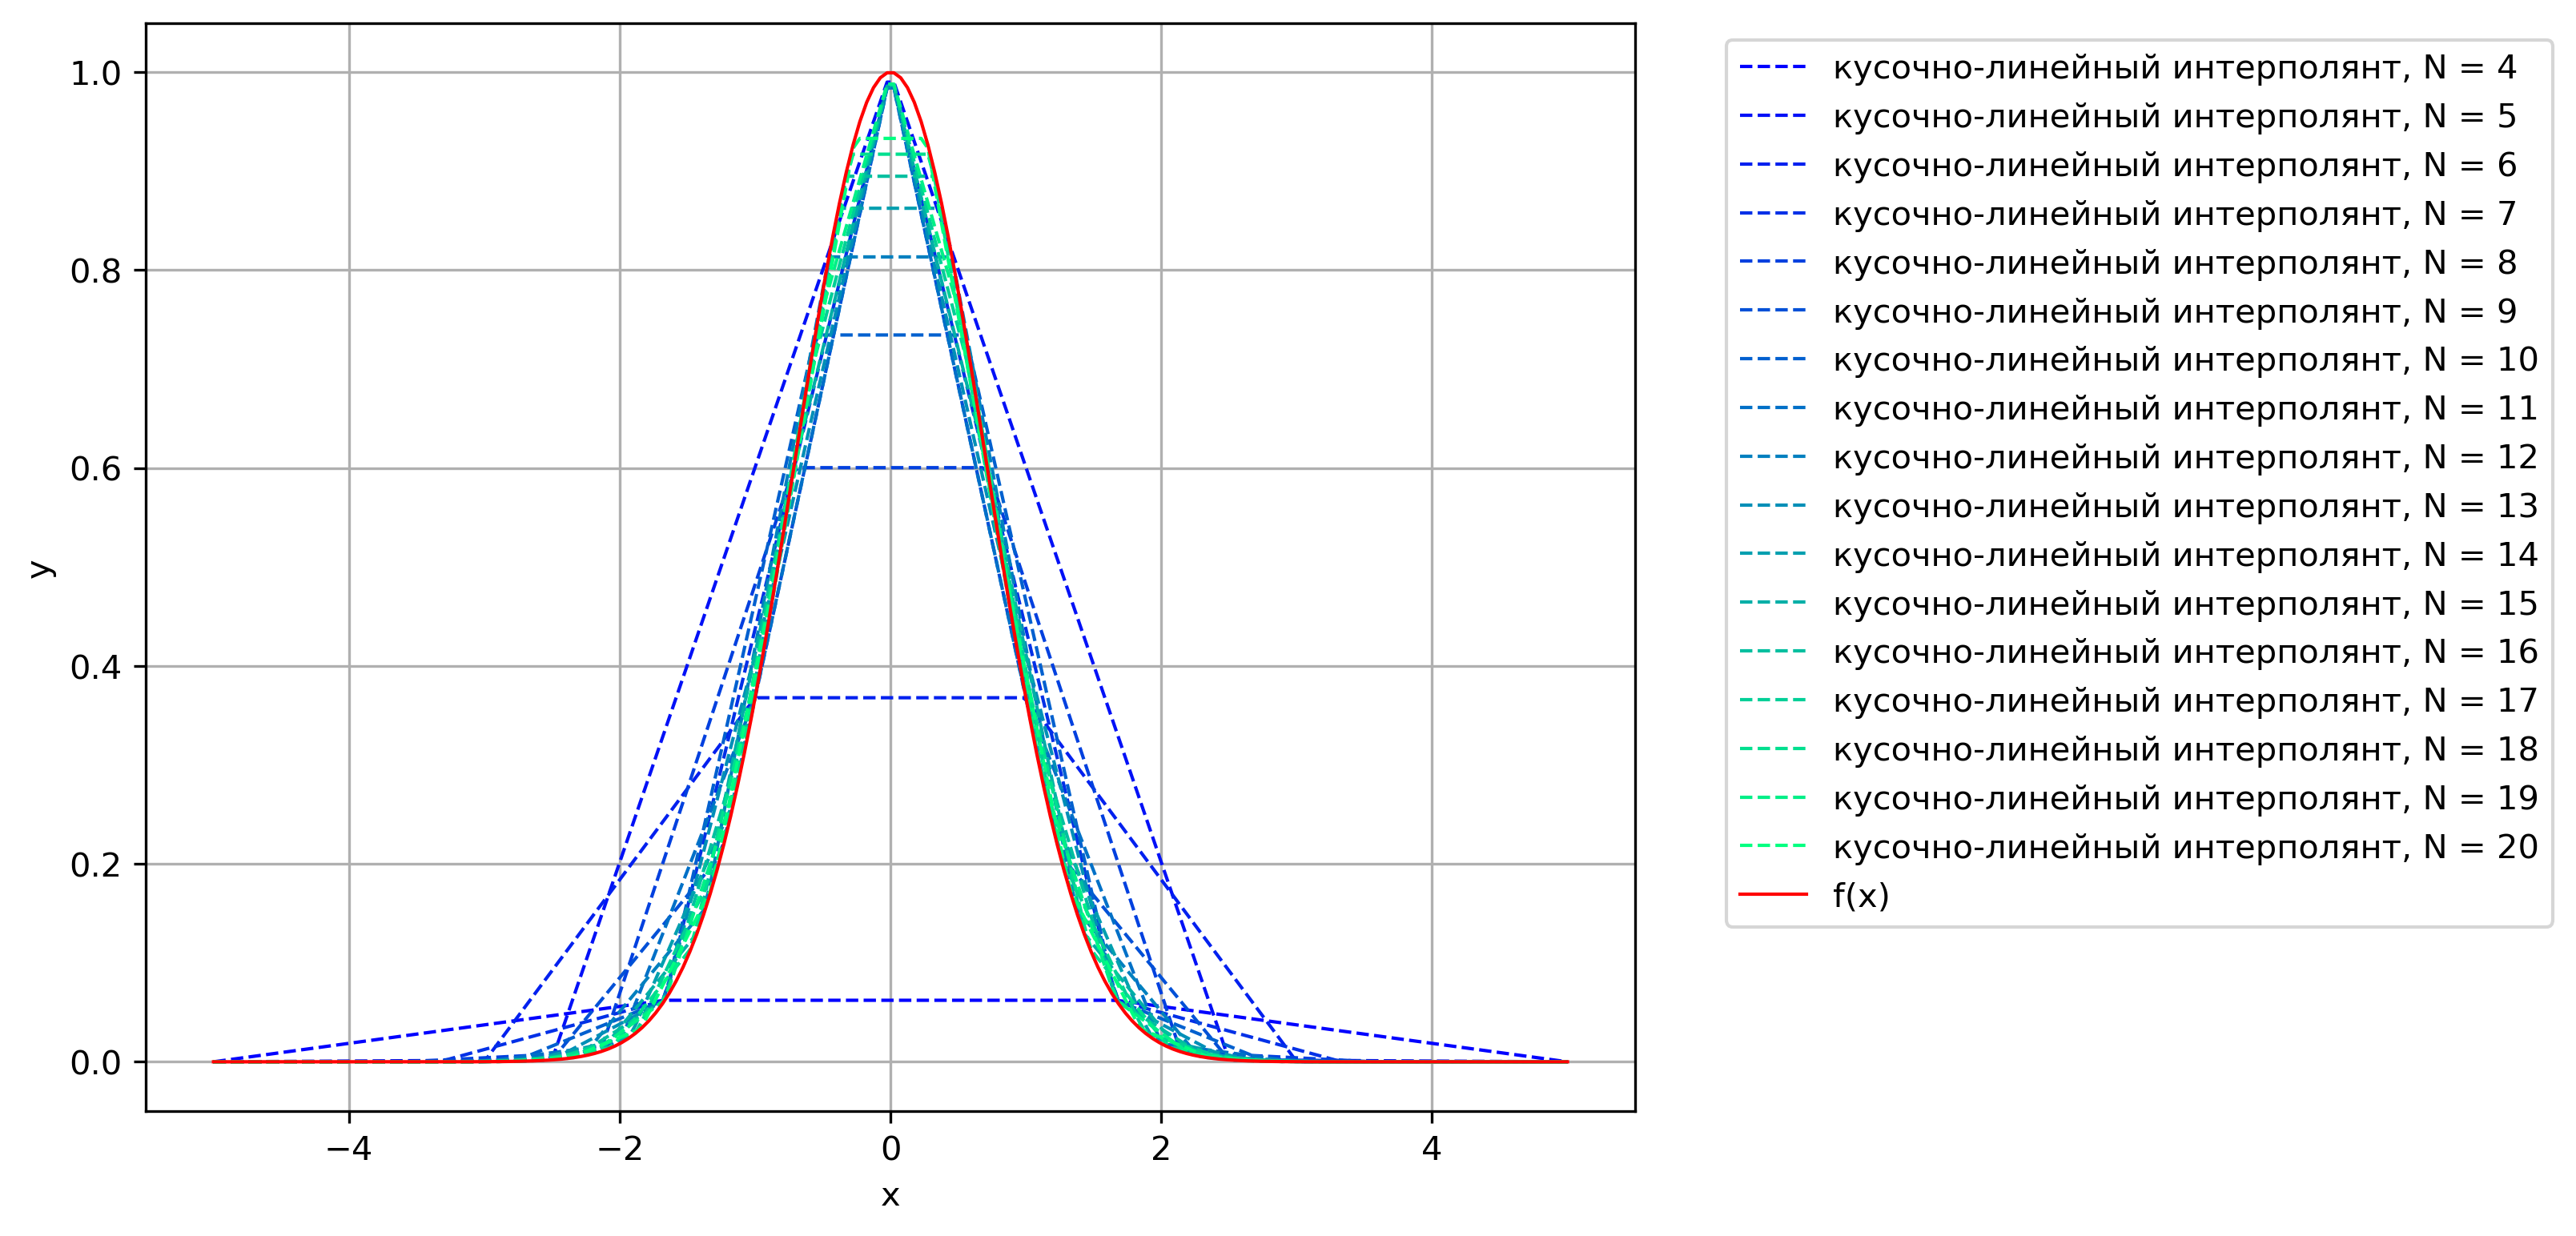 1.0
0.8
0.6
0.4
0.2
0.0
y
−4
−2
0
2
4
x
кусочно-линейный интерполянт, N = 4
кусочно-линейный интерполянт, N = 5
кусочно-линейный интерполянт, N = 6
кусочно-линейный интерполянт, N = 7
кусочно-линейный интерполянт, N = 8
кусочно-линейный интерполянт, N = 9
кусочно-линейный интерполянт, N = 10
кусочно-линейный интерполянт, N = 11
кусочно-линейный интерполянт, N = 12
кусочно-линейный интерполянт, N = 13
кусочно-линейный интерполянт, N = 14
кусочно-линейный интерполянт, N = 15
кусочно-линейный интерполянт, N = 16
кусочно-линейный интерполянт, N = 17
кусочно-линейный интерполянт, N = 18
кусочно-линейный интерполянт, N = 19
кусочно-линейный интерполянт, N = 20
f(x)